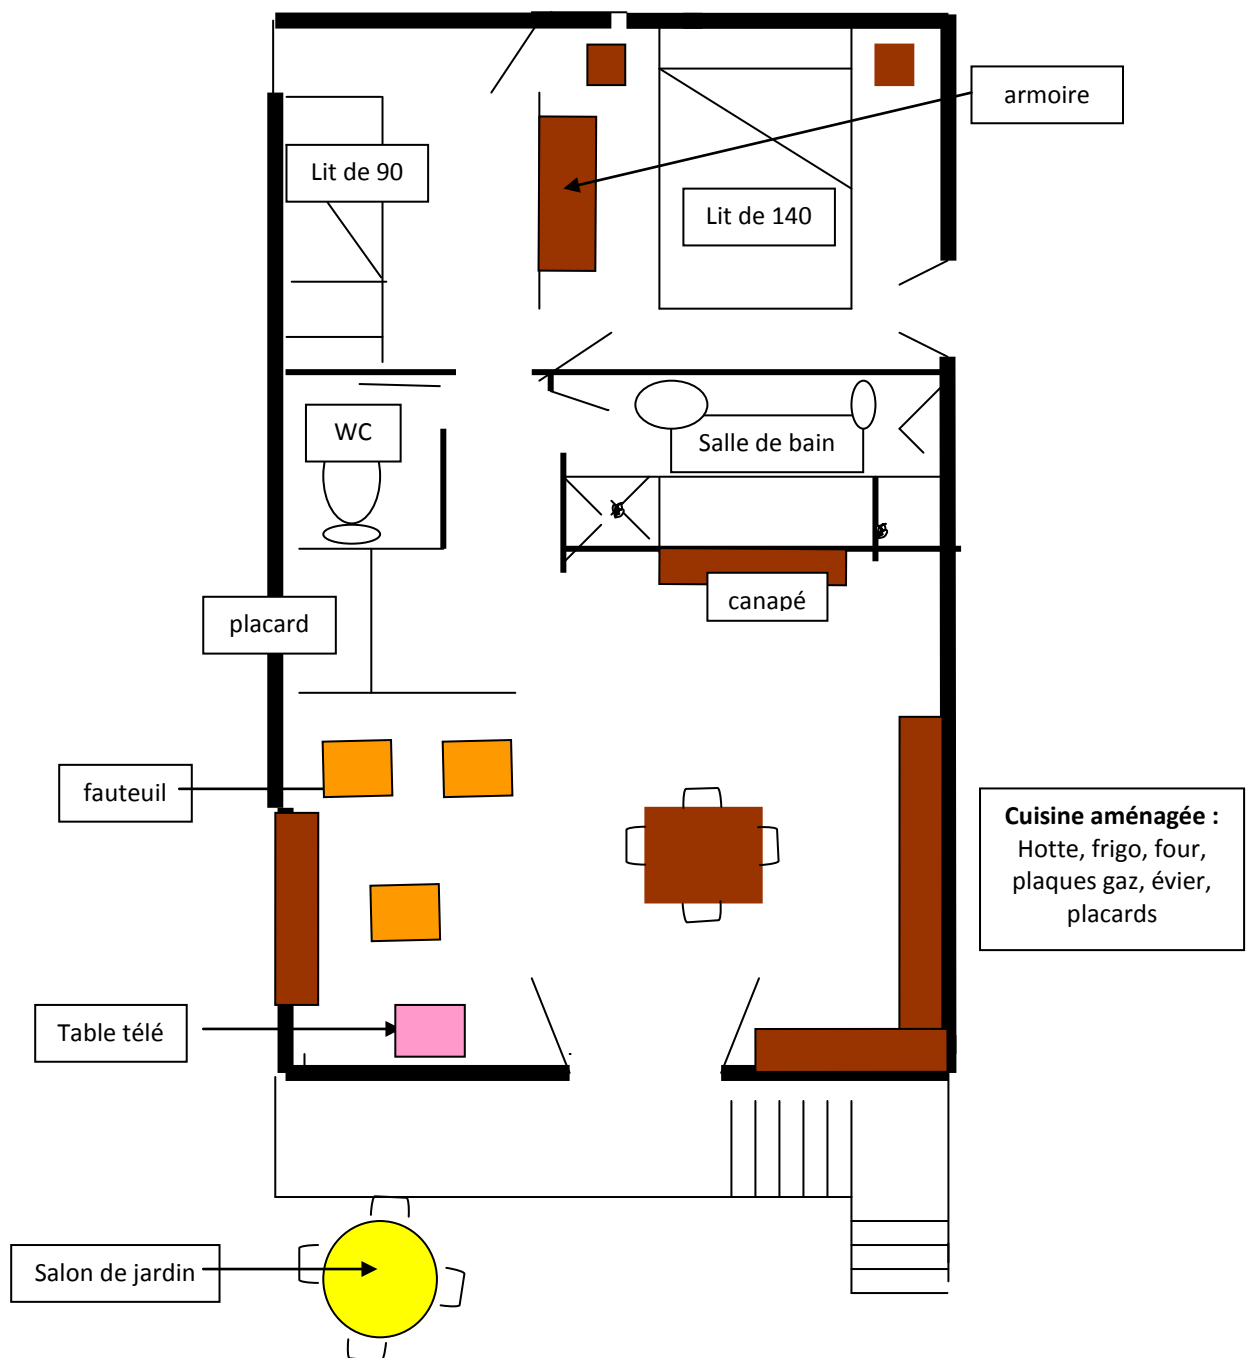 armoire
Lit de 90
Lit de 140
WC
Salle de bain
canapé
placard
fauteuil
Cuisine aménagée :
Hotte, frigo, four,
plaques gaz, évier,
placards
Table télé
Salon de jardin